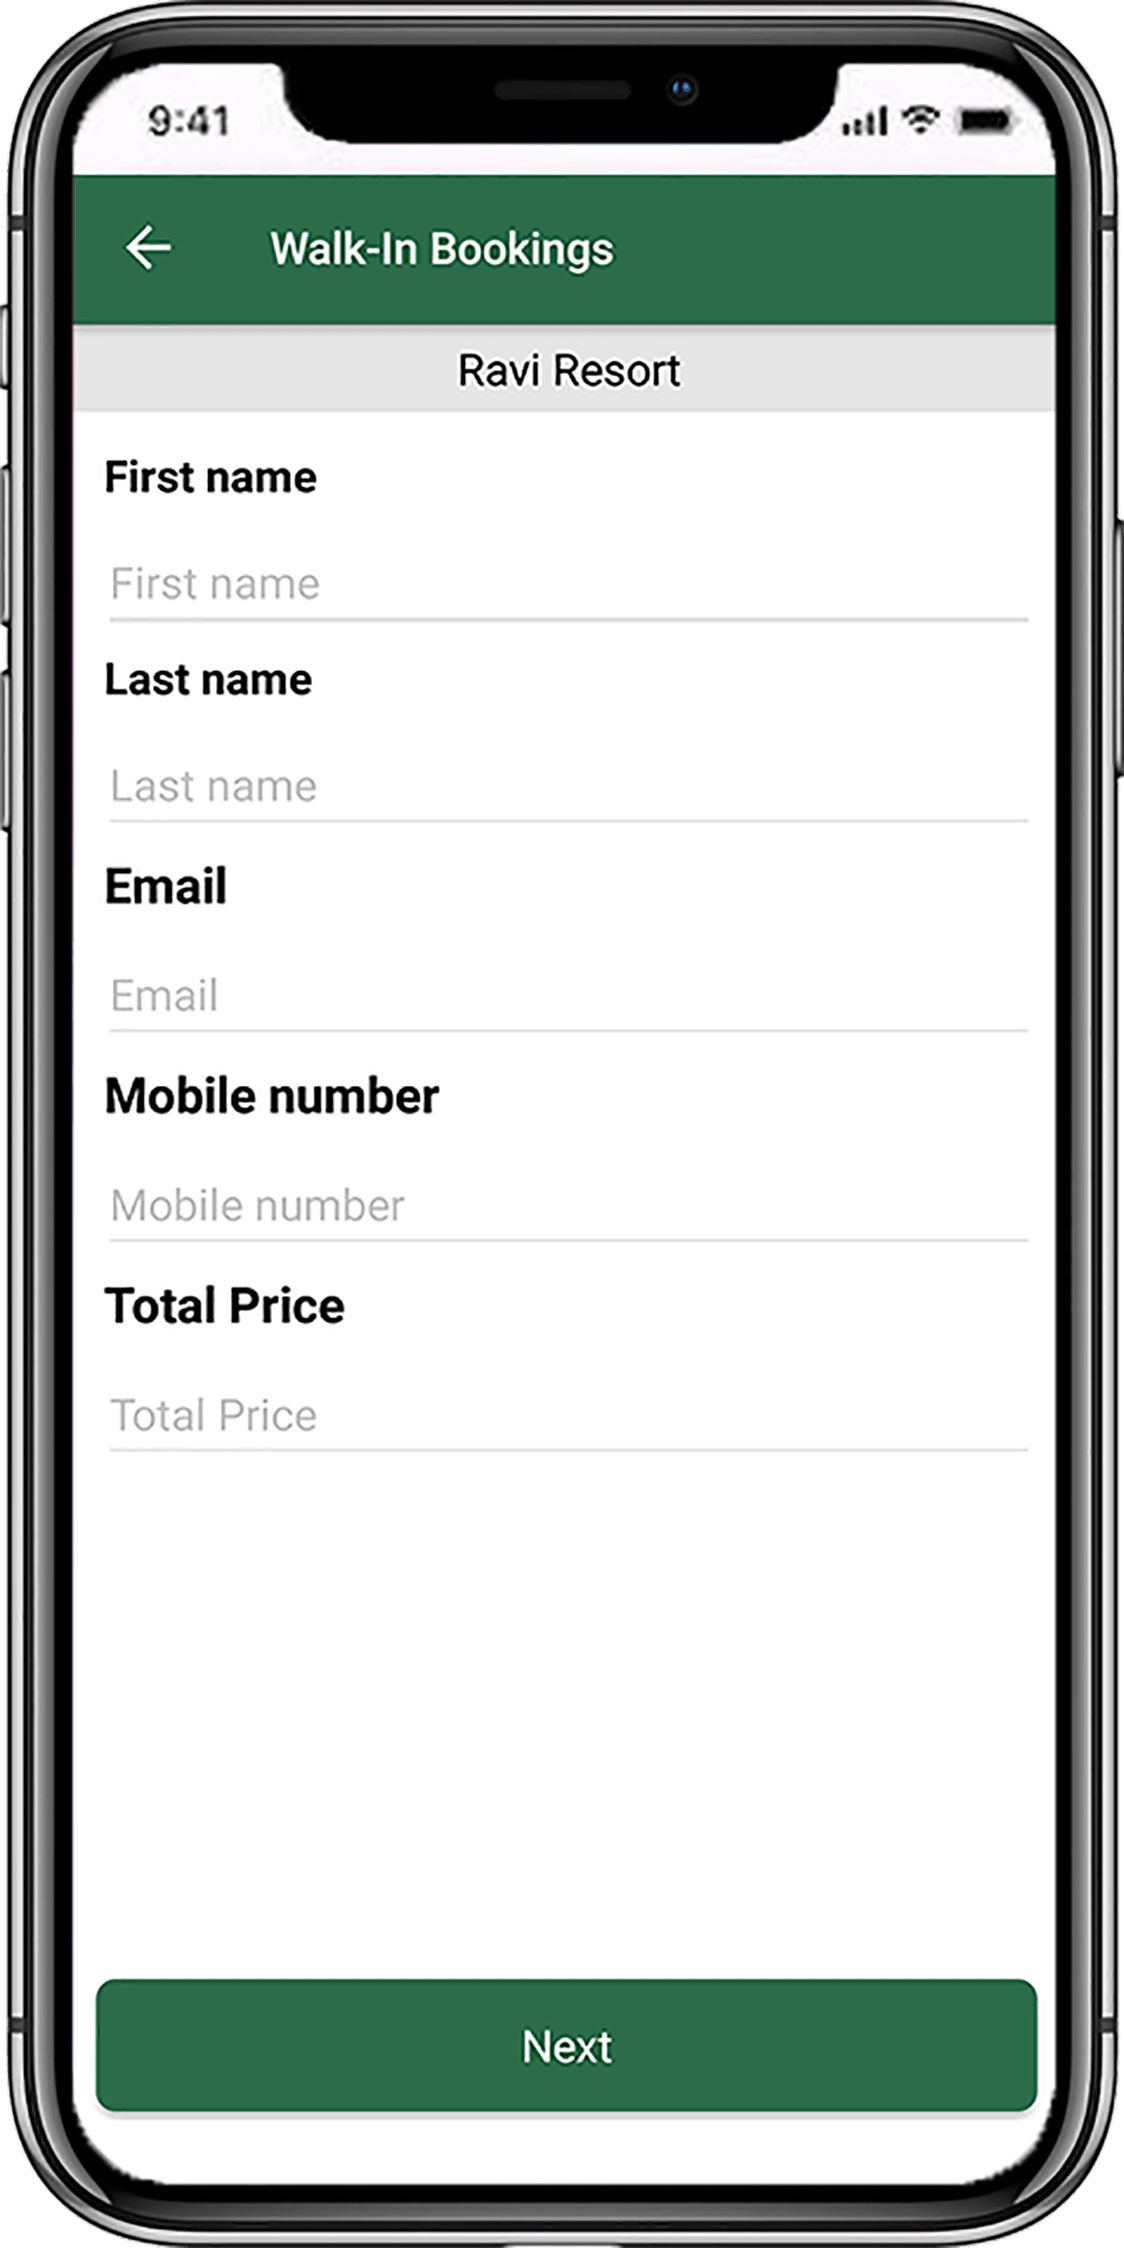 9:41
Walk-In Bookings
Ravi Resort
First name
First name
Last name
Last name
Email
Email
Mobile number
Mobile number
Total Price
Total Price
Next